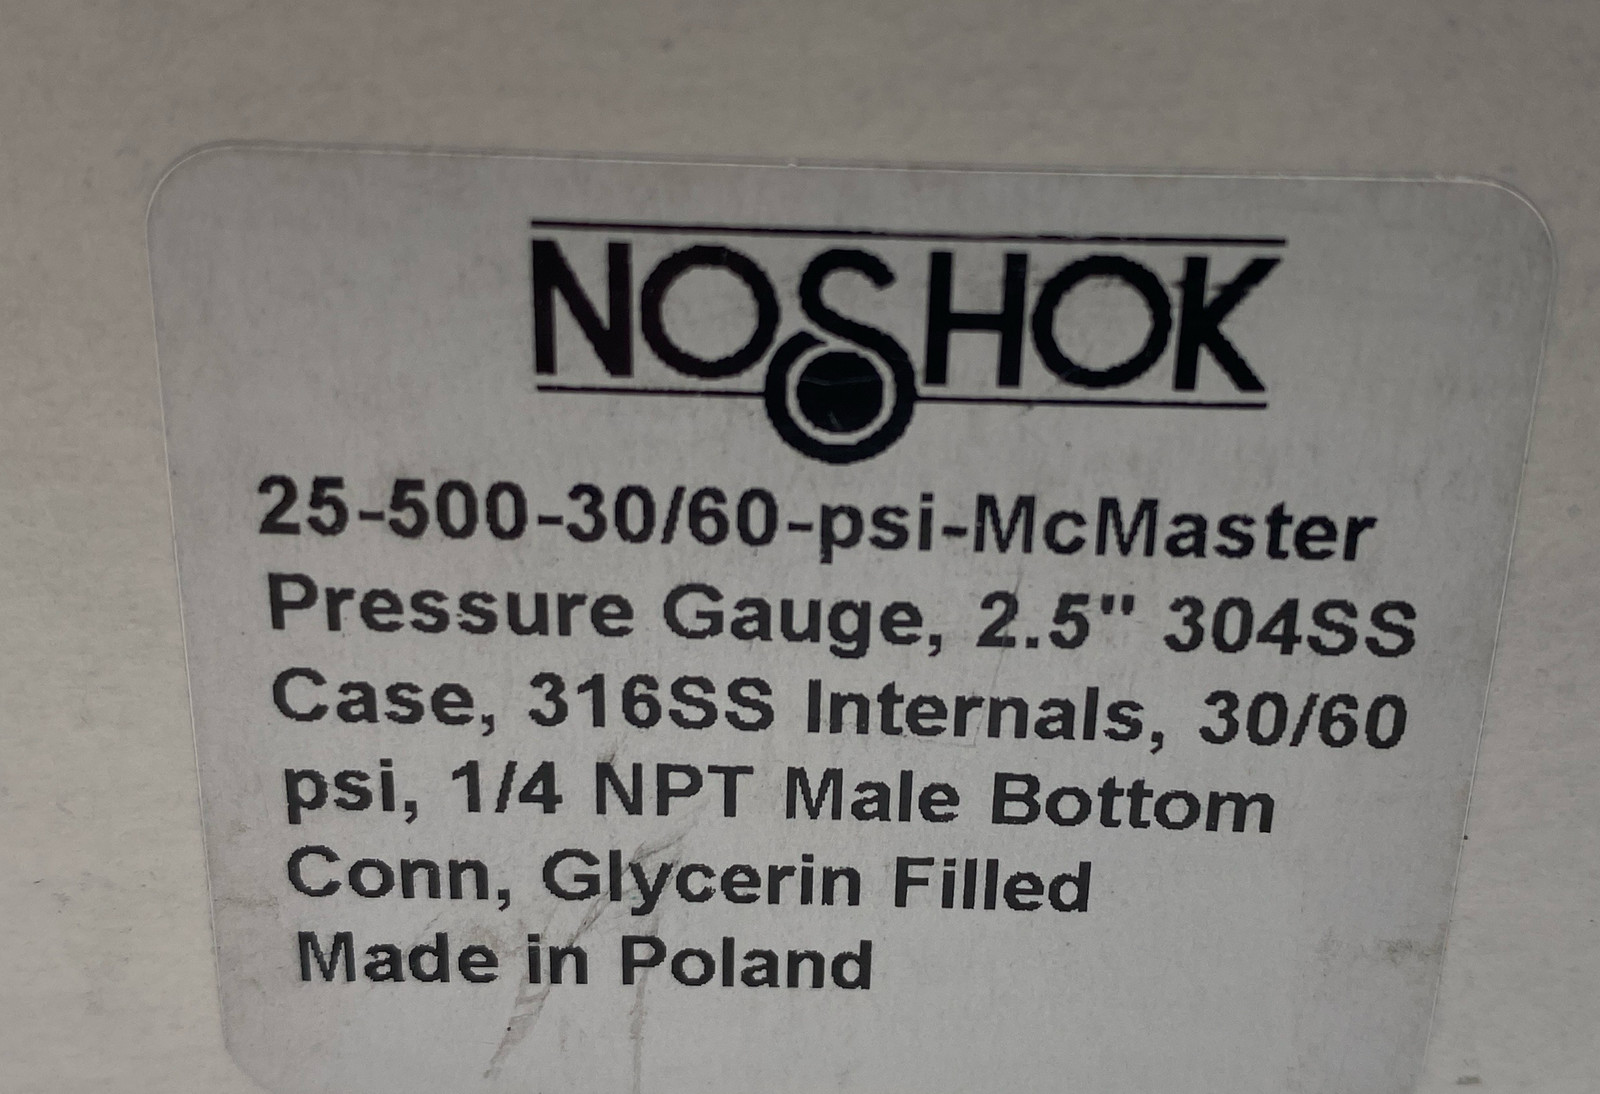 NOSHOK
25-500-30/60-psi-McMaster
Pressure Gauge, 2.5" 304SS
Case, 316SS Internals, 30/60
psi, 1/4 NPT Male Bottom
Conn, Glycerin Filled
Made in Poland